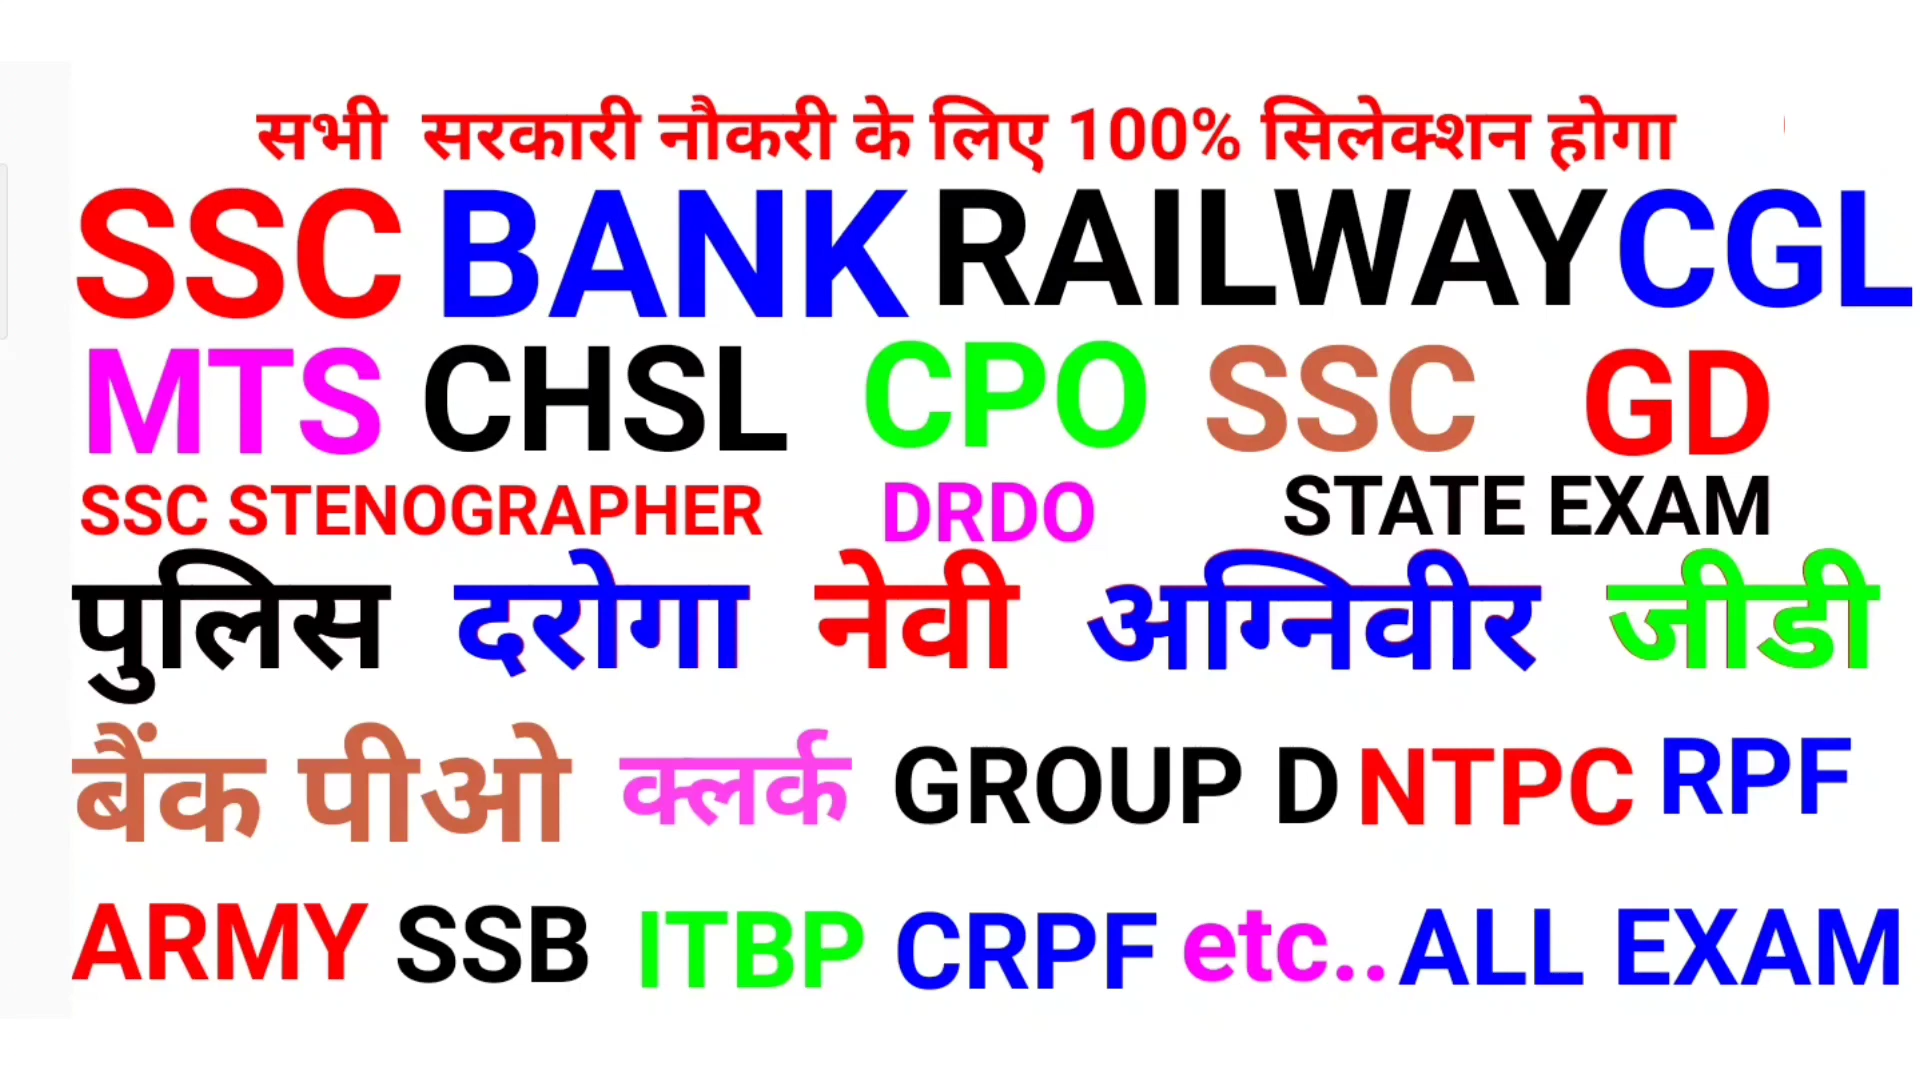 सभी सरकारी नौकरी के लिए 100% सिलेक्शन होगा
SSC BANK RAILWAY CGL
MTS CHSL CPO SSC GD
SSC STENOGRAPHER DRDO STATE EXAM
पुलिस दरोगा नेवी अग्निवीर जीडी
बैंक पीओ क्लर्क GROUP D NTPC RPF
ARMY SSB ITBP CRPF etc.. ALL EXAM